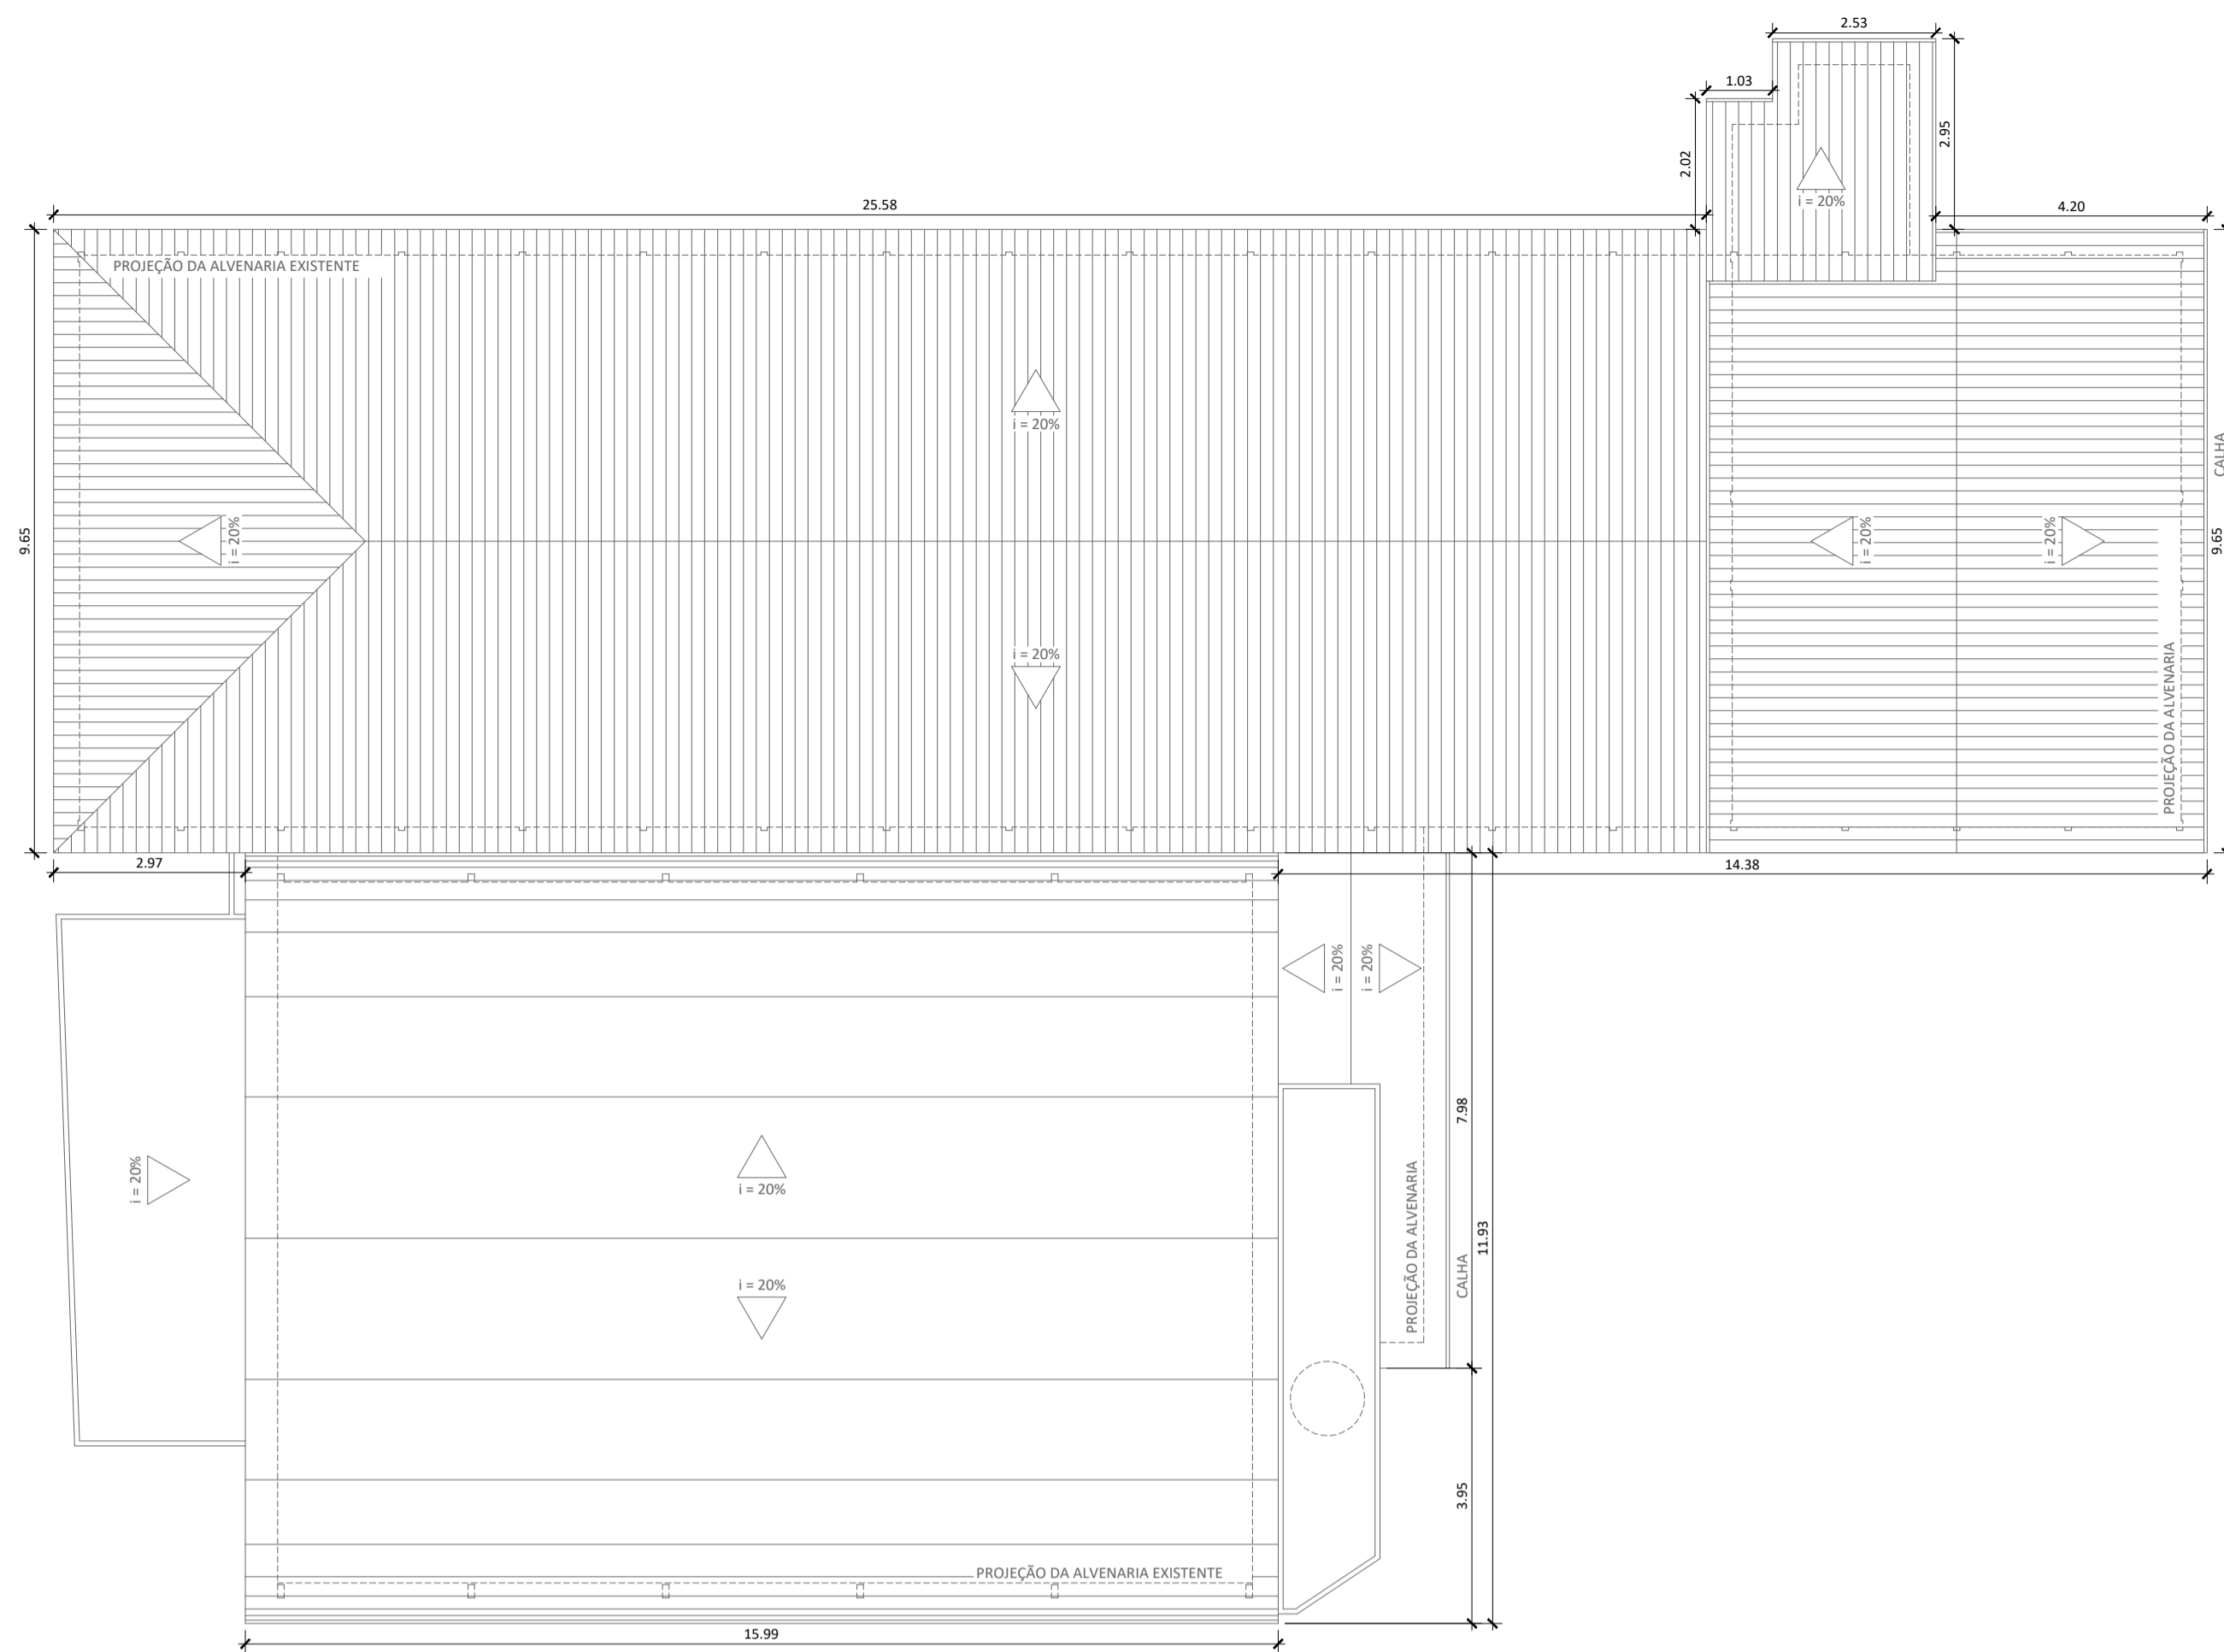 2.53
1.03
2.95
2.02
i = 20%
25.58
4.20
PROJEÇÃO DA ALVENARIA EXISTENTE
i = 20%
CALHA
9.65
i = 20%
i = 20%
i = 20%
9.65
i = 20%
PROJEÇÃO DA ALVENARIA
2.97
14.38
i = 20%
i = 20%
7.98
i = 20%
i = 20%
PROJEÇÃO DA ALVENARIA
11.93
CALHA
i = 20%
3.95
PROJEÇÃO DA ALVENARIA EXISTENTE
15.99